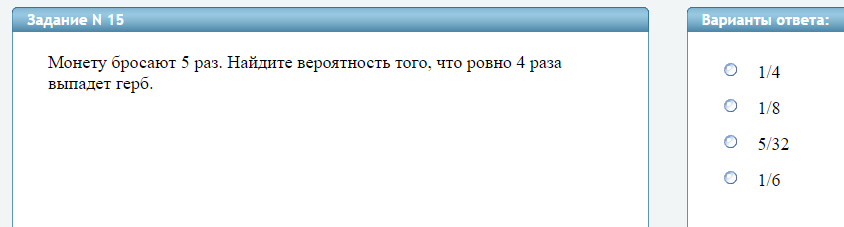 Задание N 15
Монету бросают 5 раз. Найдите вероятность того, что ровно 4 раза
выпадет герб.
Варианты ответа:
1/4
1/8
5/32
1/6